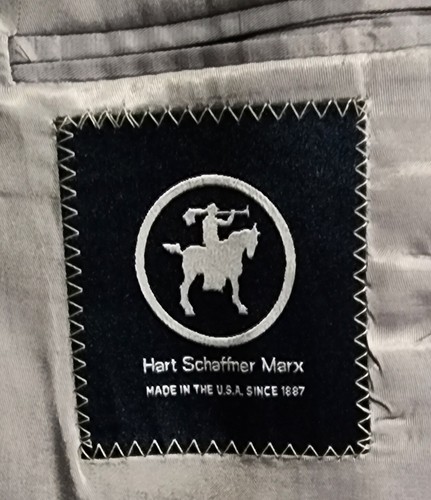 Hart Schaffner Marx
MADE IN THE U.S.A. SINCE 1887